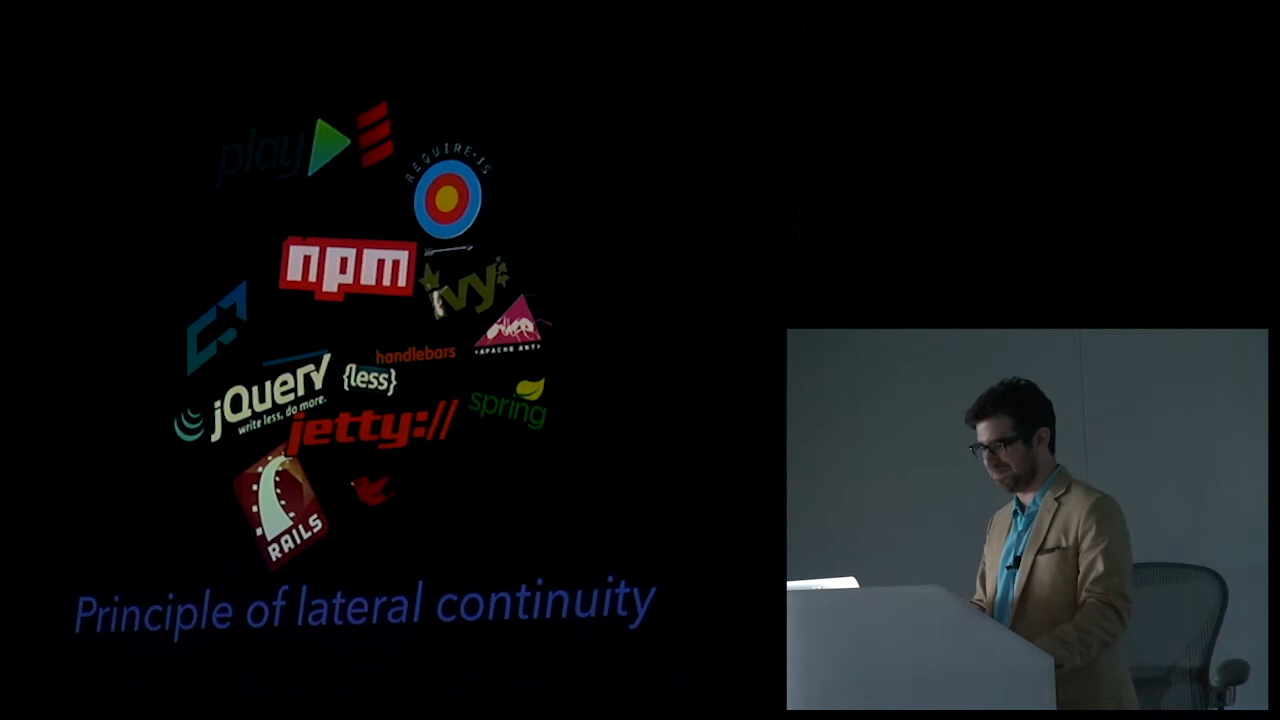 play
REQUIRE·JS
npm
ivy
APACHE ANT
handlebars
{less}
jQuery
write less, do more.
spring
jetty://
RAILS
Principle of lateral continuity